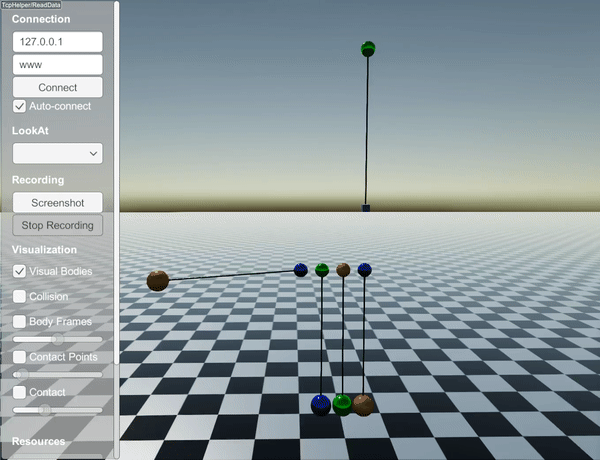 TcpHelper/ReadData
Connection
127.0.0.1
www
Connect
Auto-connect
LookAt
Recording
Screenshot
Stop Recording
Visualization
Visual Bodies
Collision
Body Frames
Contact Points
Contact
Resources